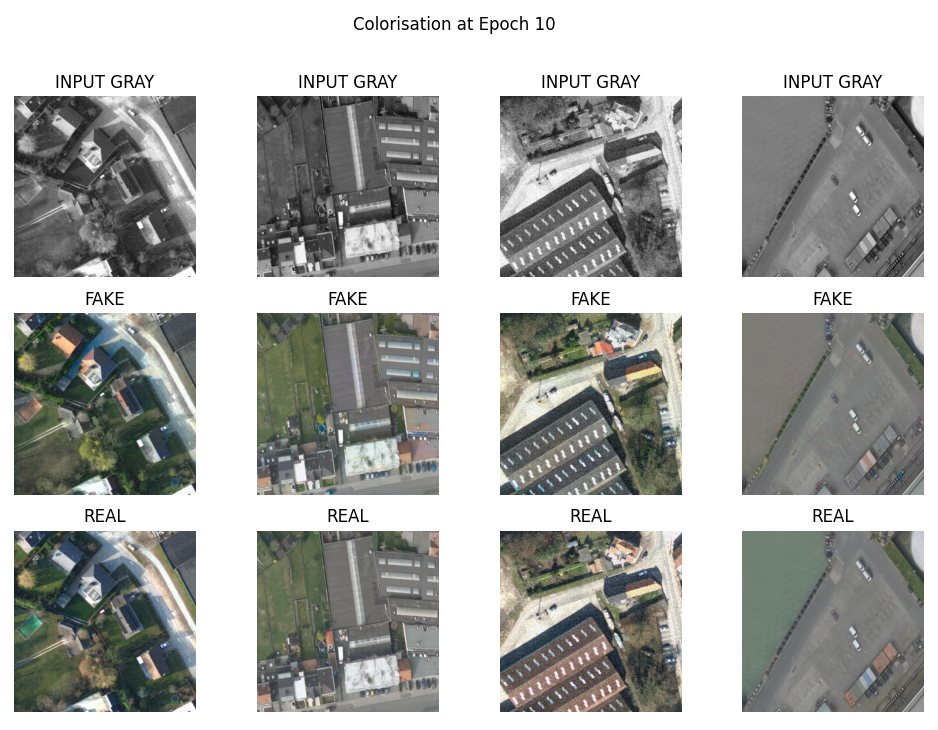 Colorisation at Epoch 10
INPUT GRAY INPUT GRAY INPUT GRAY INPUT GRAY
FAKE FAKE FAKE FAKE
REAL REAL REAL REAL